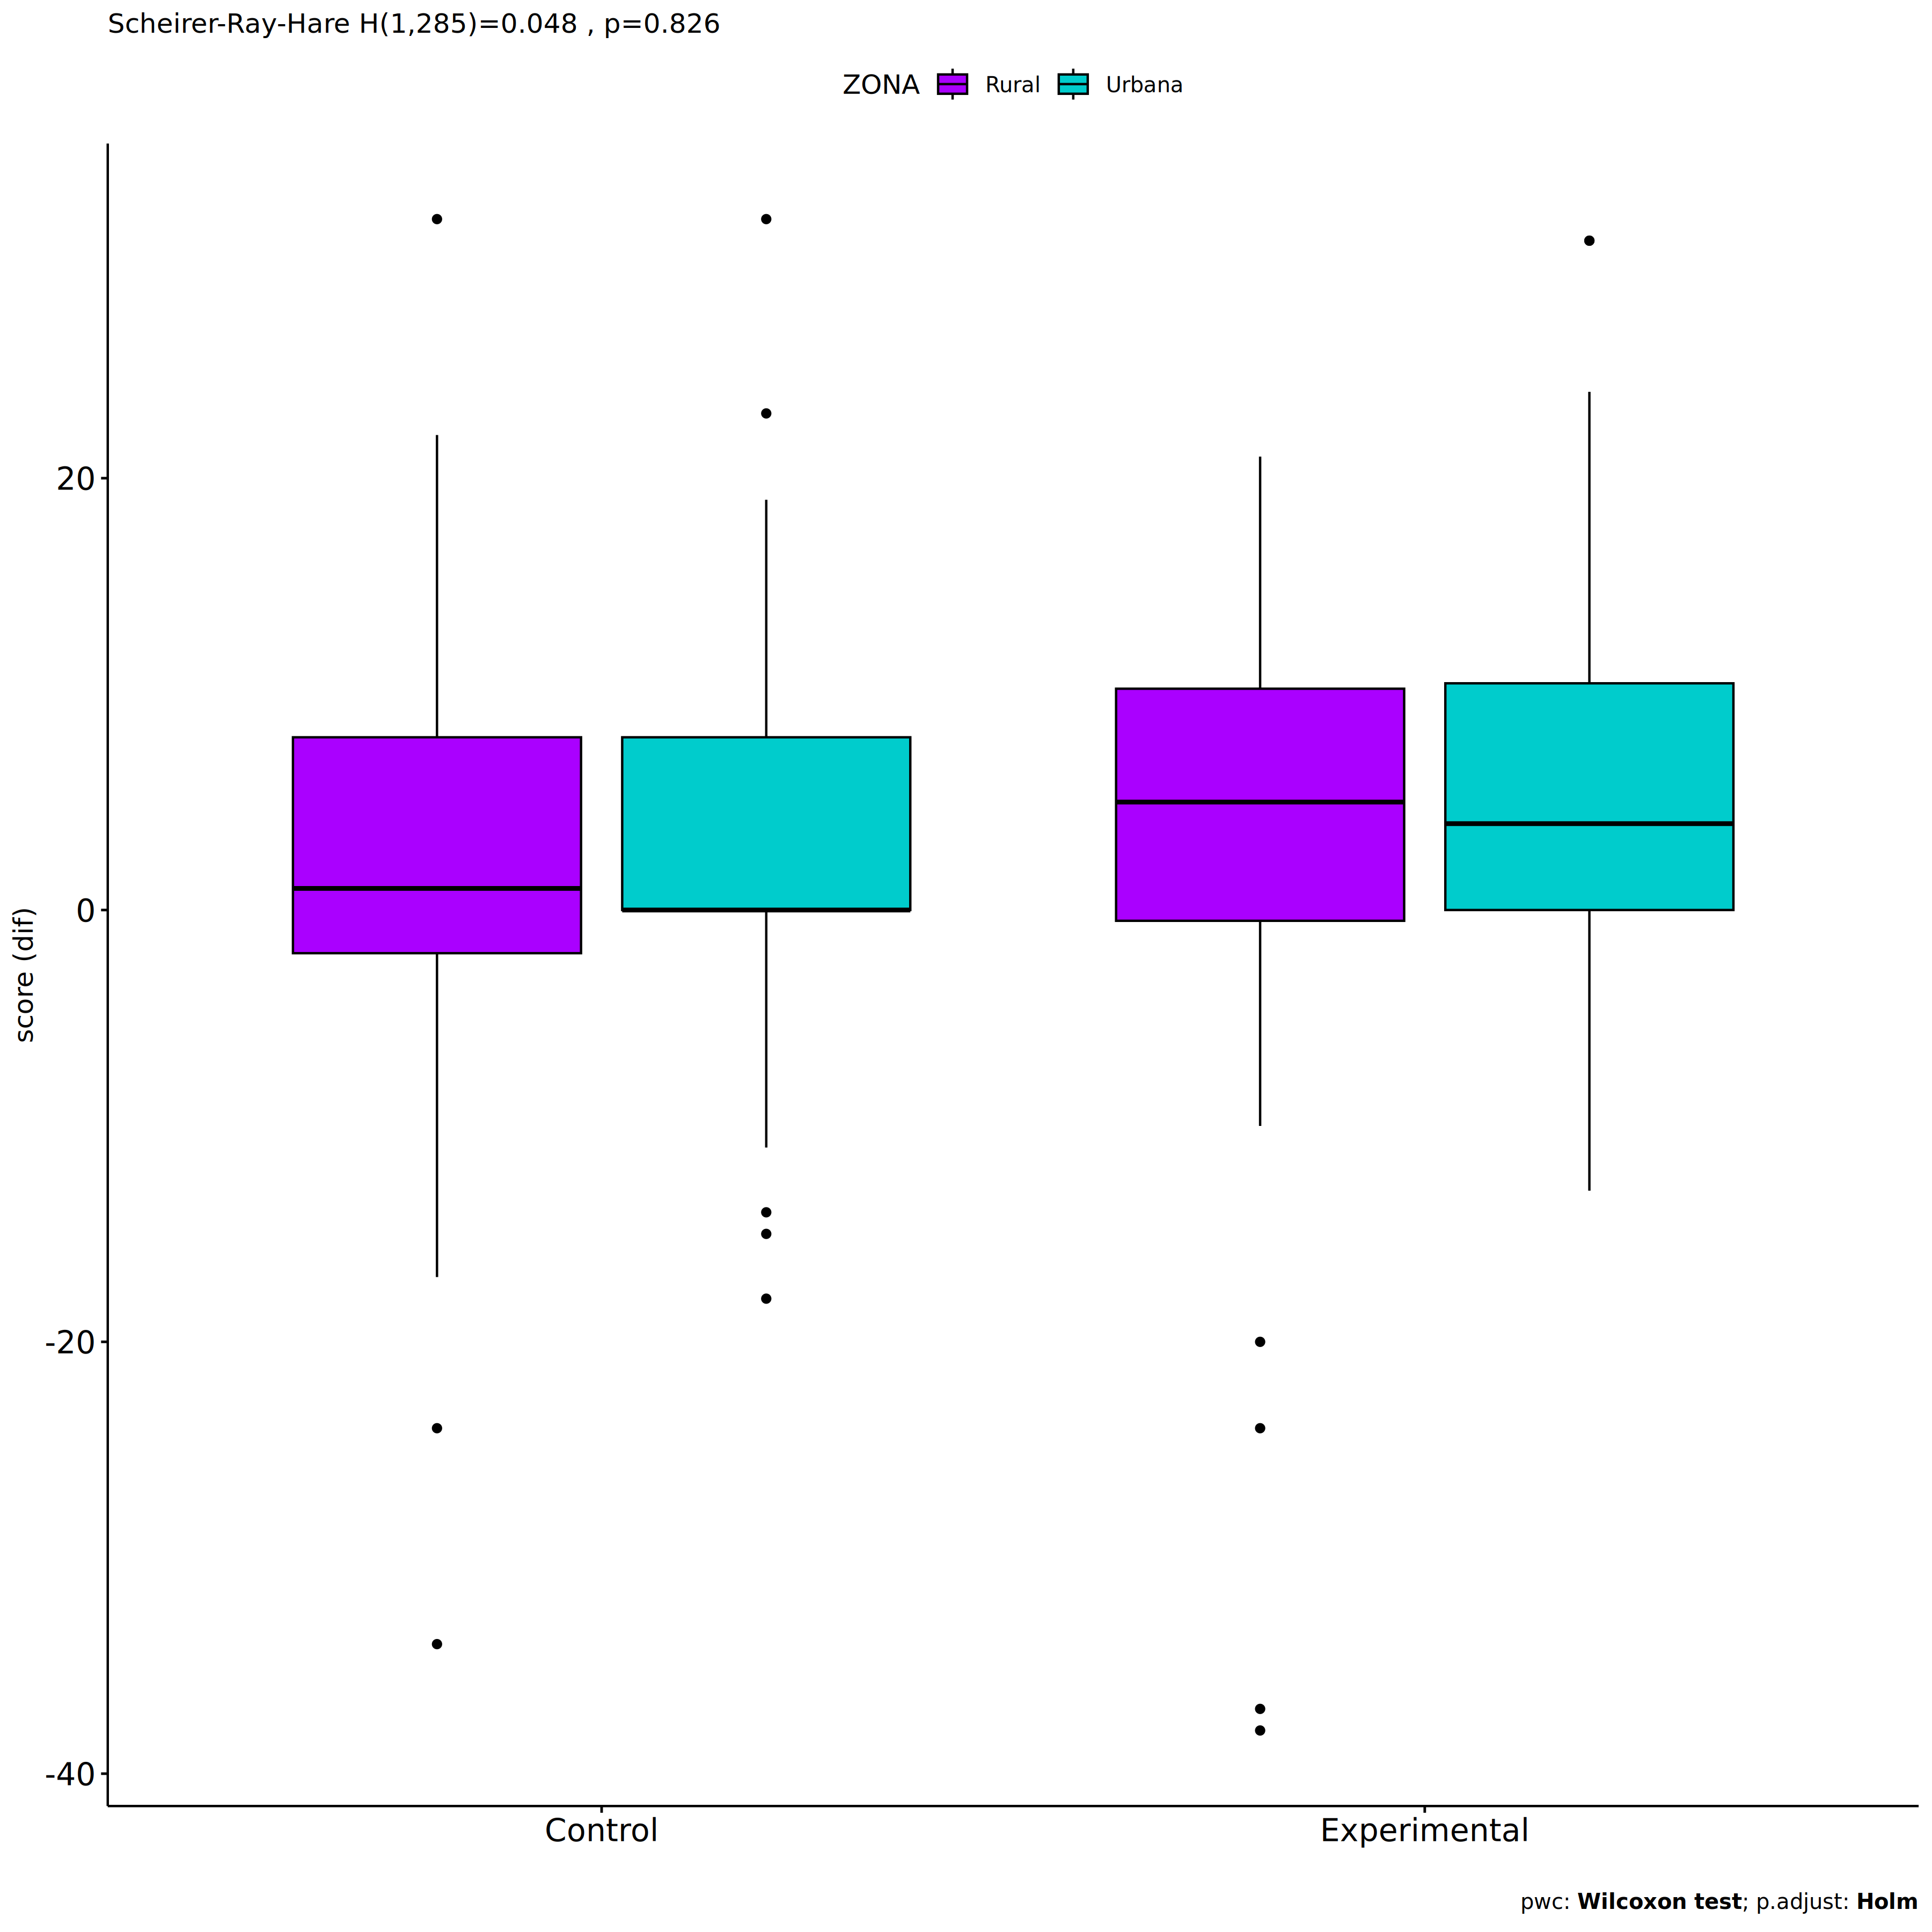 Scheirer-Ray-Hare H(1,285)=0.048 , p=0.826
ZONA Rural Urbana
score (dif)
20
0
-20
-40
Control Experimental
pwc: Wilcoxon test; p.adjust: Holm